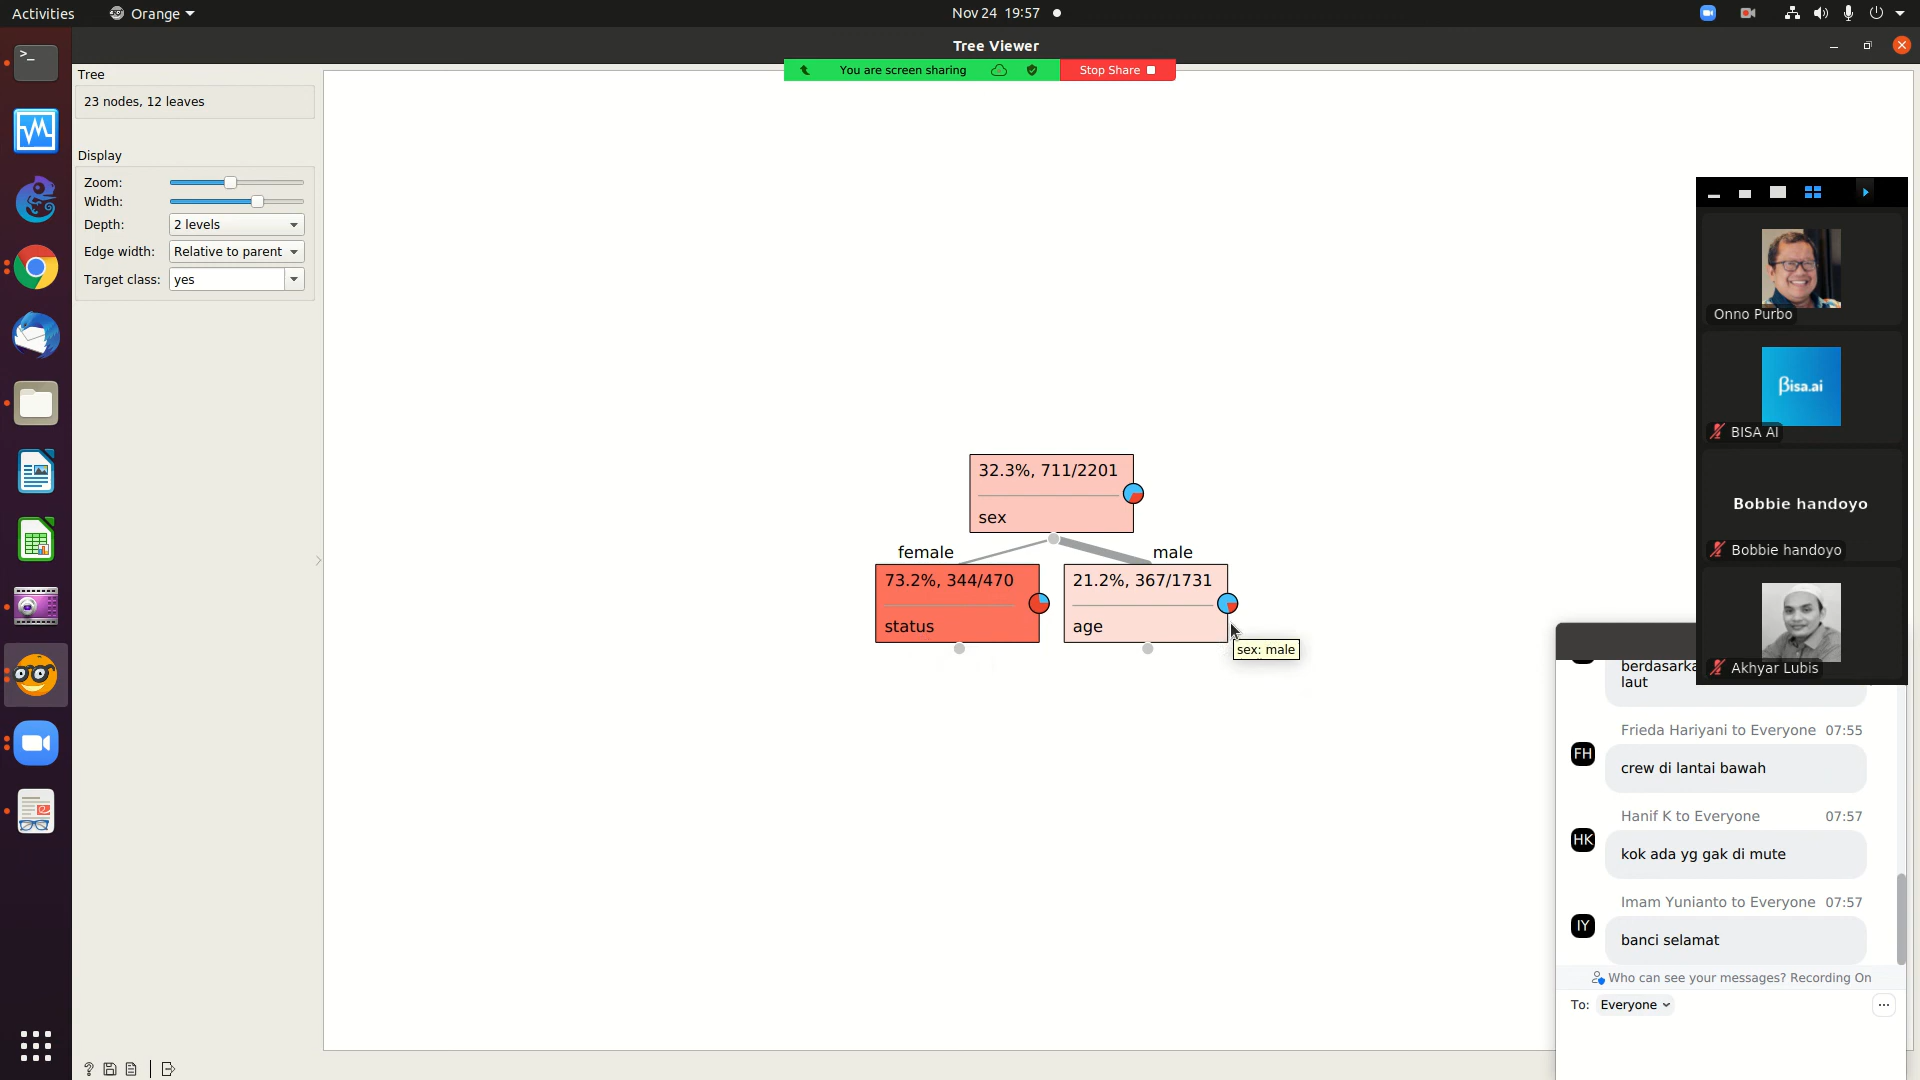 Activities
Orange
Nov 24 19:57
Tree Viewer
You are screen sharing
Stop Share
Tree
23 nodes, 12 leaves
Display
Zoom:
Width:
Depth:
2 levels
Edge width:
Relative to parent
Target class:
yes
32.3%, 711/2201
sex
female
male
73.2%, 344/470
status
21.2%, 367/1731
age
sex: male
Onno Purbo
βisa.ai
BISA AI
Bobbie handoyo
Bobbie handoyo
Akhyar Lubis
berdasarka
laut
Frieda Hariyani to Everyone 07:55
FH
crew di lantai bawah
Hanif K to Everyone 07:57
HK
kok ada yg gak di mute
Imam Yunianto to Everyone 07:57
IY
banci selamat
Who can see your messages? Recording On
To: Everyone